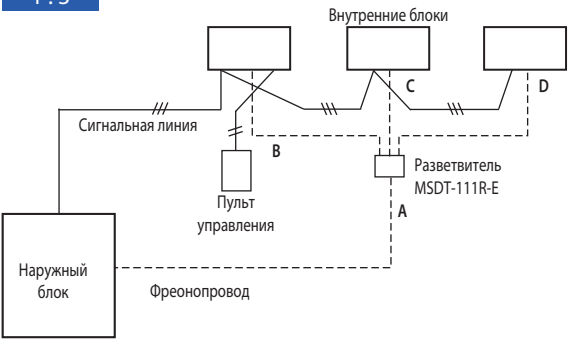 Внутренние блоки
C
D
Сигнальная линия
B
Разветвитель
MSDT-111R-E
Пульт
управления
A
Наружный
блок
Фреонопровод